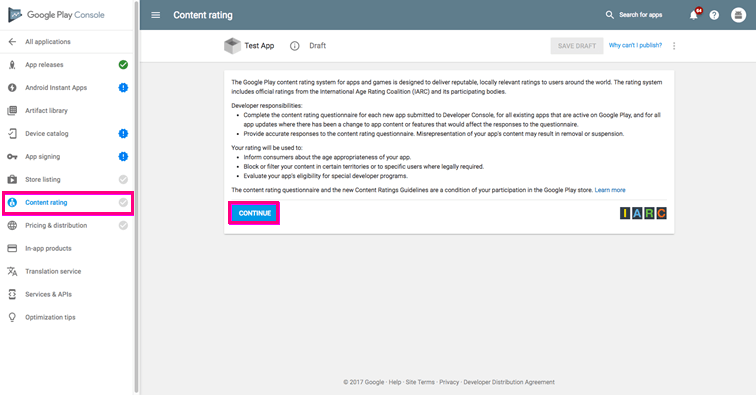 Google Play Console
Content rating
Search for apps
64
All applications
Test App
Draft
SAVE DRAFT
Why can't I publish?
App releases
Android Instant Apps
Artifact library
Device catalog
App signing
Store listing
Content rating
Pricing & distribution
In-app products
Translation service
Services & APIs
Optimization tips
The Google Play content rating system for apps and games is designed to deliver reputable, locally relevant ratings to users around the world. The rating system
includes official ratings from the International Age Rating Coalition (IARC) and its participating bodies.
Developer responsibilities:
• Complete the content rating questionnaire for each new app submitted to Developer Console, for all existing apps that are active on Google Play, and for all
app updates where there has been a change to app content or features that would affect the responses to the questionnaire.
• Provide accurate responses to the content rating questionnaire. Misrepresentation of your app's content may result in removal or suspension.
Your rating will be used to:
• Inform consumers about the age appropriateness of your app.
• Block or filter your content in certain territories or to specific users where legally required.
• Evaluate your app's eligibility for special developer programs.
The content rating questionnaire and the new Content Ratings Guidelines are a condition of your participation in the Google Play store. Learn more
CONTINUE
IARC
© 2017 Google · Help · Site Terms · Privacy · Developer Distribution Agreement